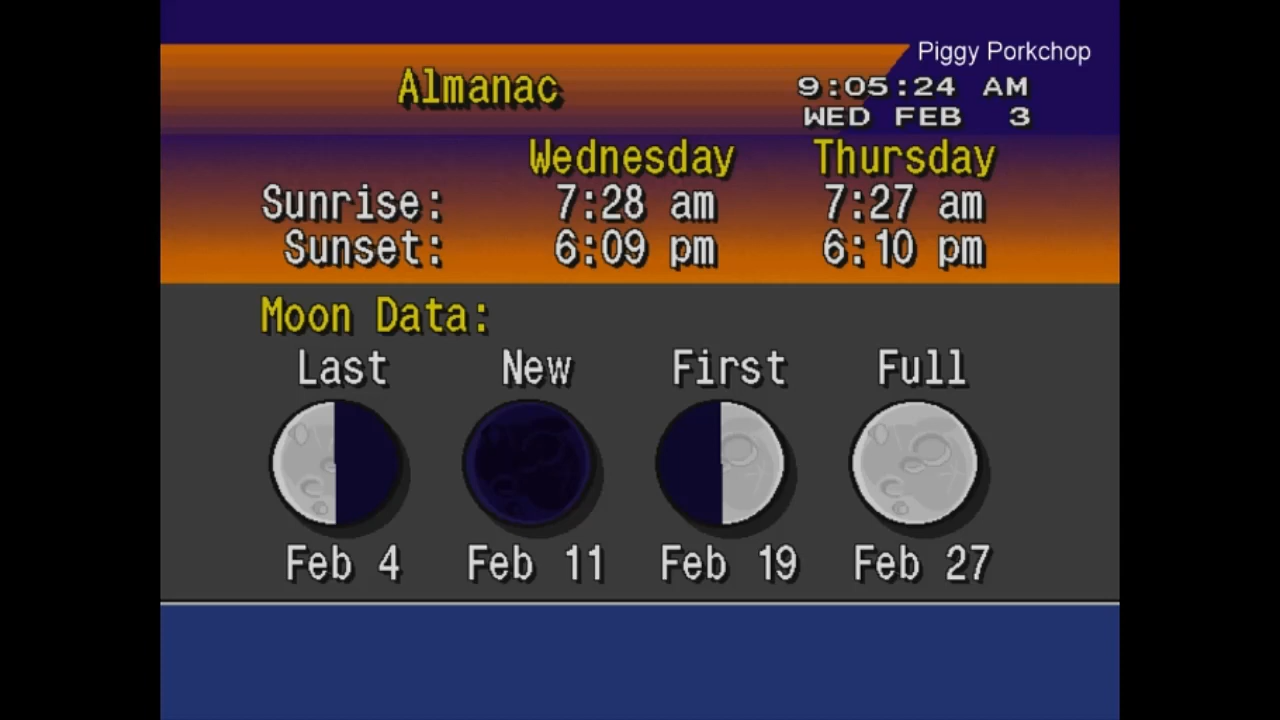 Piggy Porkchop
Almanac
9:05:24 AM
WED FEB 3
Wednesday Thursday
Sunrise: 7:28 am 7:27 am
Sunset: 6:09 pm 6:10 pm
Moon Data:
Last New First Full
Feb 4 Feb 11 Feb 19 Feb 27